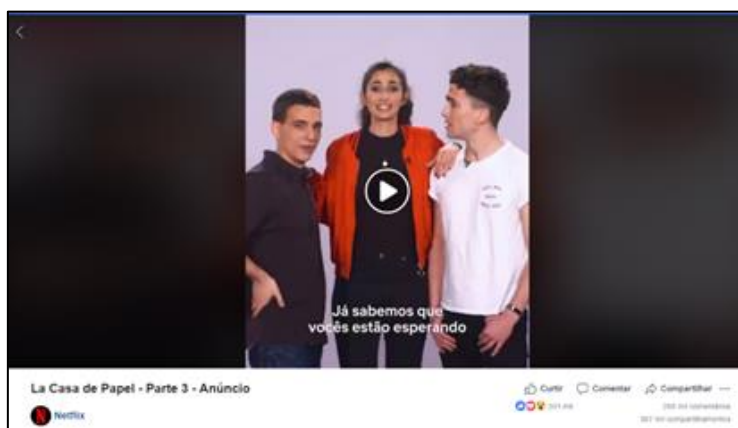 Já sabemos que
vocês estão esperando
La Casa de Papel - Parte 3 - Anúncio
Curtir Comentar Compartilhar
Netflix